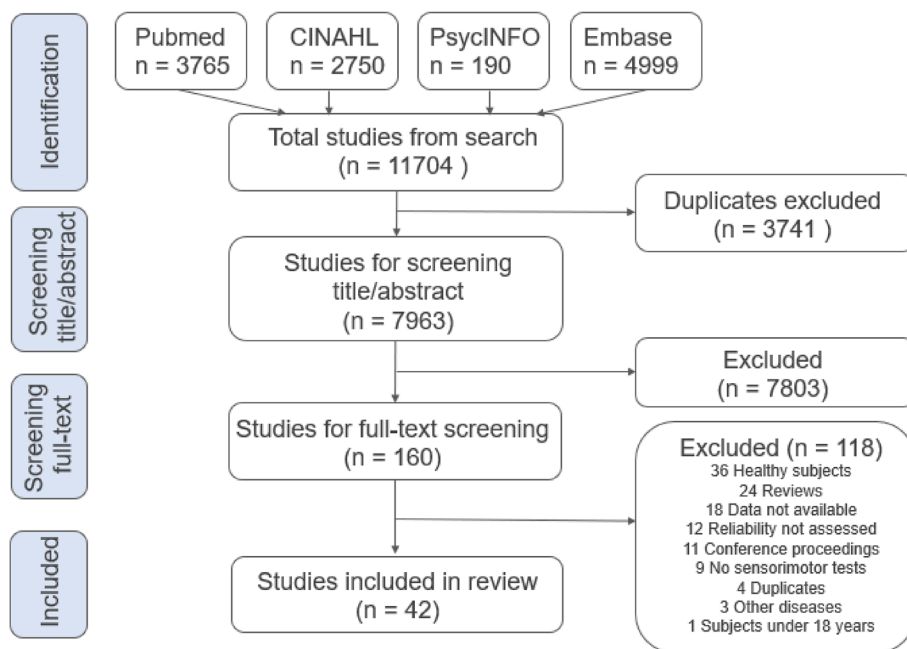 Identification
Pubmed
n = 3765
CINAHL
n = 2750
PsycINFO
n = 190
Embase
n = 4999
Total studies from search
(n = 11704 )
Duplicates excluded
(n = 3741 )
Screening
title/abstract
Studies for screening
title/abstract
(n = 7963)
Excluded
(n = 7803)
Screening
full-text
Studies for full-text screening
(n = 160)
Excluded (n = 118)
36 Healthy subjects
24 Reviews
18 Data not available
12 Reliability not assessed
11 Conference proceedings
9 No sensorimotor tests
4 Duplicates
3 Other diseases
1 Subjects under 18 years
Included
Studies included in review
(n = 42)